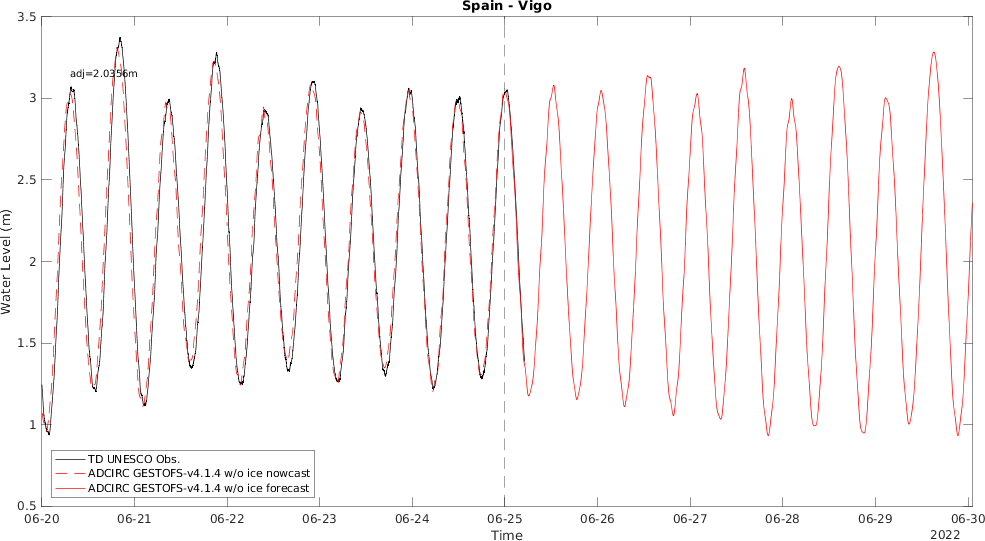 Spain - Vigo
adj=2.0356m
Water Level (m)
3.5
3
2.5
2
1.5
1
0.5
TD UNESCO Obs.
ADCIRC GESTOFS-v4.1.4 w/o ice nowcast
ADCIRC GESTOFS-v4.1.4 w/o ice forecast
06-20 06-21 06-22 06-23 06-24 06-25 06-26 06-27 06-28 06-29 06-30
Time
2022